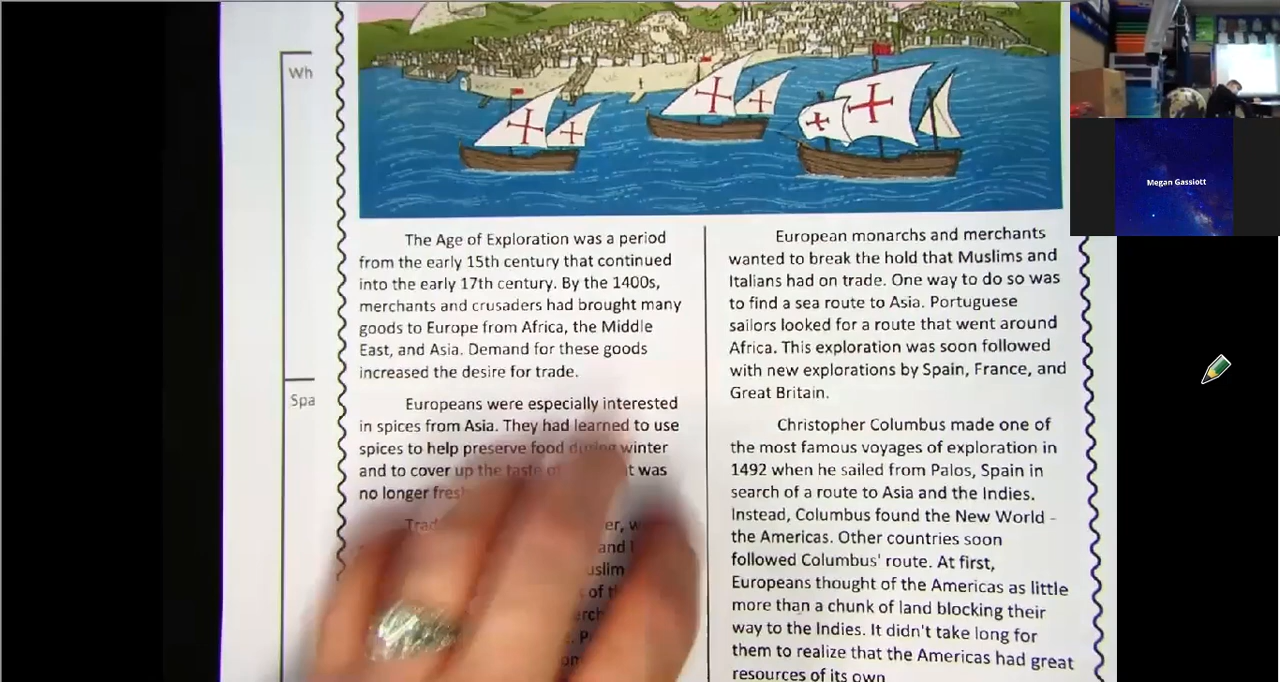 Wh
Spa
The Age of Exploration was a period
from the early 15th century that continued
into the early 17th century. By the 1400s,
merchants and crusaders had brought many
goods to Europe from Africa, the Middle
East, and Asia. Demand for these goods
increased the desire for trade.
Europeans were especially interested
in spices from Asia. They had learned to use
spices to help preserve food during winter
and to cover up the taste was
no longer
and
of
European monarchs and merchants
wanted to break the hold that Muslims and
Italians had on trade. One way to do so was
to find a sea route to Asia. Portuguese
sailors looked for a route that went around
Africa. This exploration was soon followed
with new explorations by Spain, France, and
Great Britain.
Christopher Columbus made one of
the most famous voyages of exploration in
1492 when he sailed from Palos, Spain in
search of a route to Asia and the Indies.
Instead, Columbus found the New World -
the Americas. Other countries soon
followed Columbus' route. At first,
Europeans thought of the Americas as little
more than a chunk of land blocking their
way to the Indies. It didn't take long for
them to realize that the Americas had great
resources of its own
Megan Gassiott